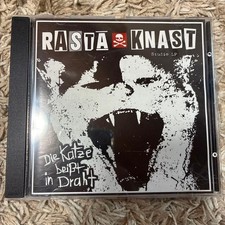 RASTA KNAST
Die Katze
beißt
in Draht